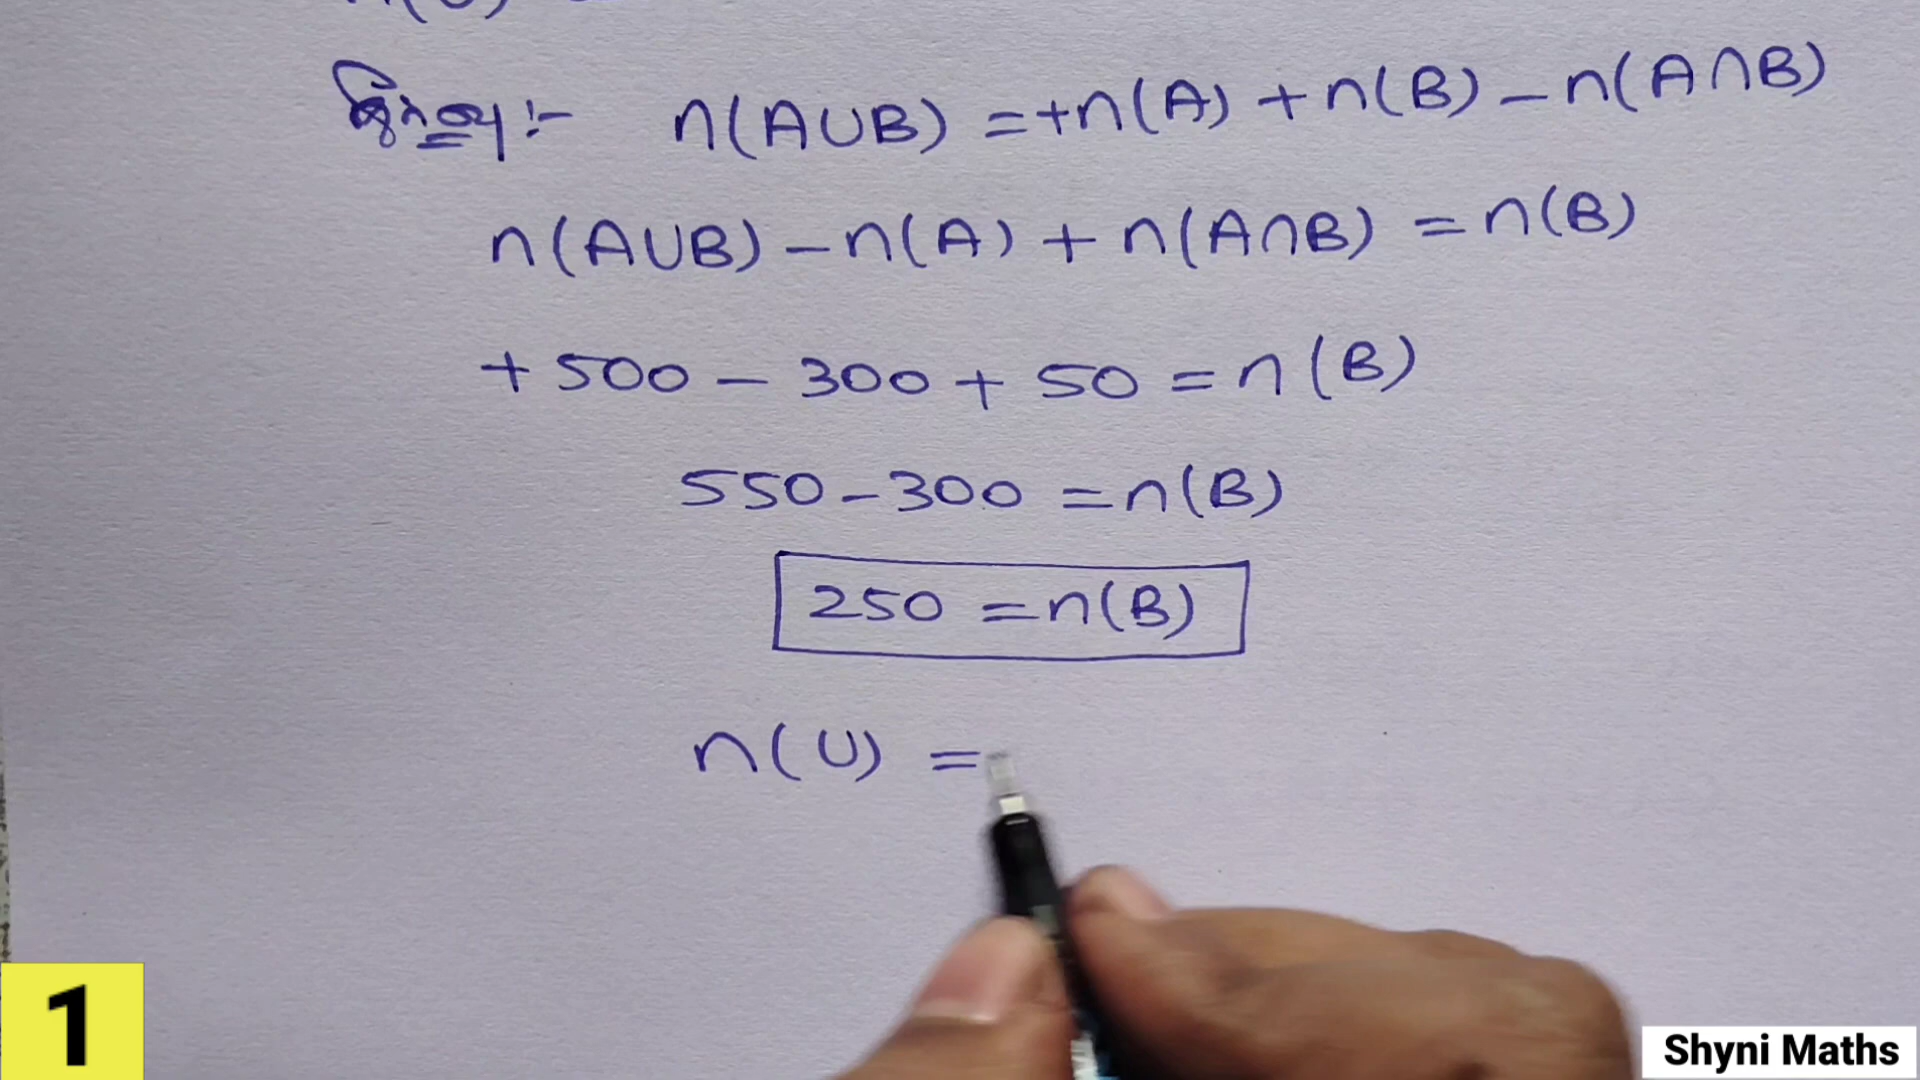 n(A∪B) = +n(A) + n(B) - n(A∩B)
n(A∪B) - n(A) + n(A∩B) = n(B)
+ 500 - 300 + 50 = n(B)
550 - 300 = n(B)
250 = n(B)
n(U) =
1
Shyni Maths